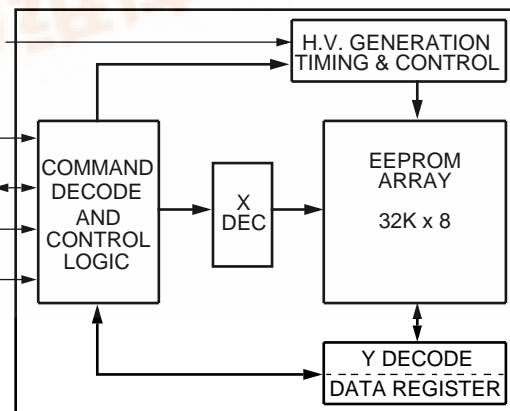 H.V. GENERATION
TIMING & CONTROL
COMMAND
DECODE
AND
CONTROL
LOGIC
X
DEC
EEPROM
ARRAY
32K x 8
Y DECODE
DATA REGISTER